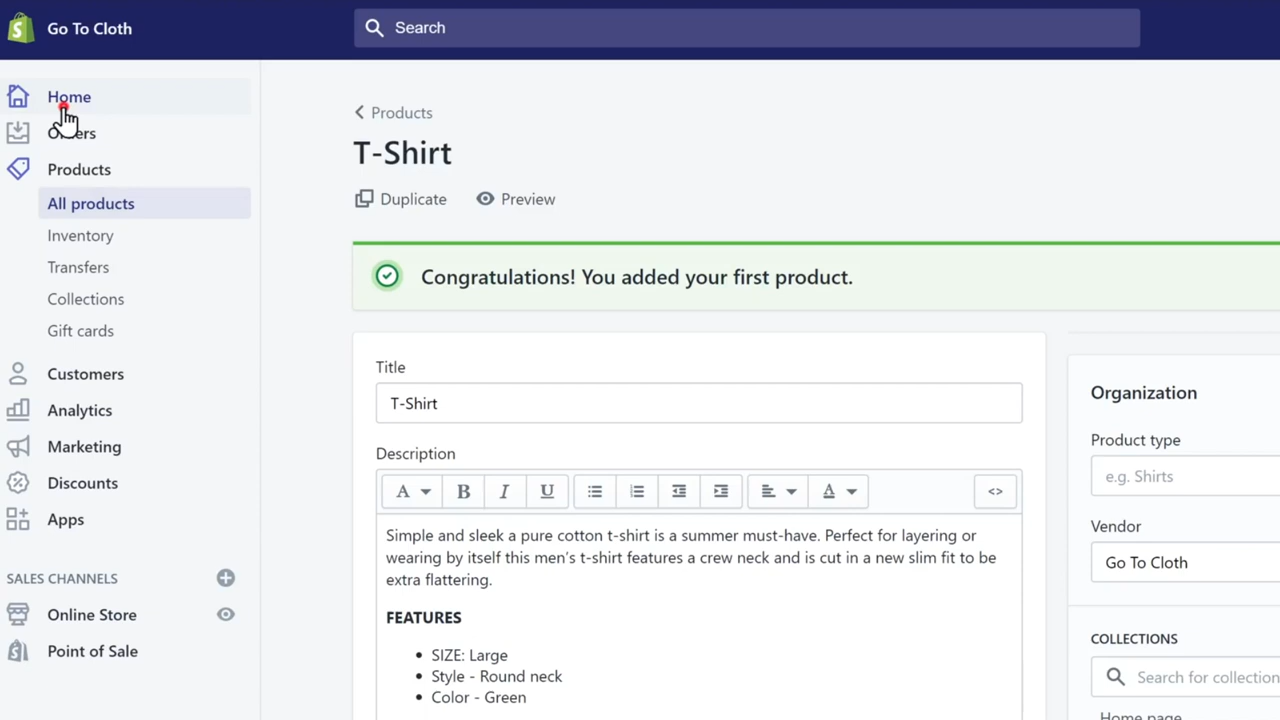 Go To Cloth
Search
Home
Orders
Products
All products
Inventory
Transfers
Collections
Gift cards
Customers
Analytics
Marketing
Discounts
Apps
SALES CHANNELS
Online Store
Point of Sale
Products
T-Shirt
Duplicate
Preview
Congratulations! You added your first product.
Title
T-Shirt
Description
A
B
I
U
A
<>
Simple and sleek a pure cotton t-shirt is a summer must-have. Perfect for layering or
wearing by itself this men's t-shirt features a crew neck and is cut in a new slim fit to be
extra flattering.
FEATURES
• SIZE: Large
• Style - Round neck
• Color - Green
Organization
Product type
e.g. Shirts
Vendor
Go To Cloth
COLLECTIONS
Search for collection
Home page